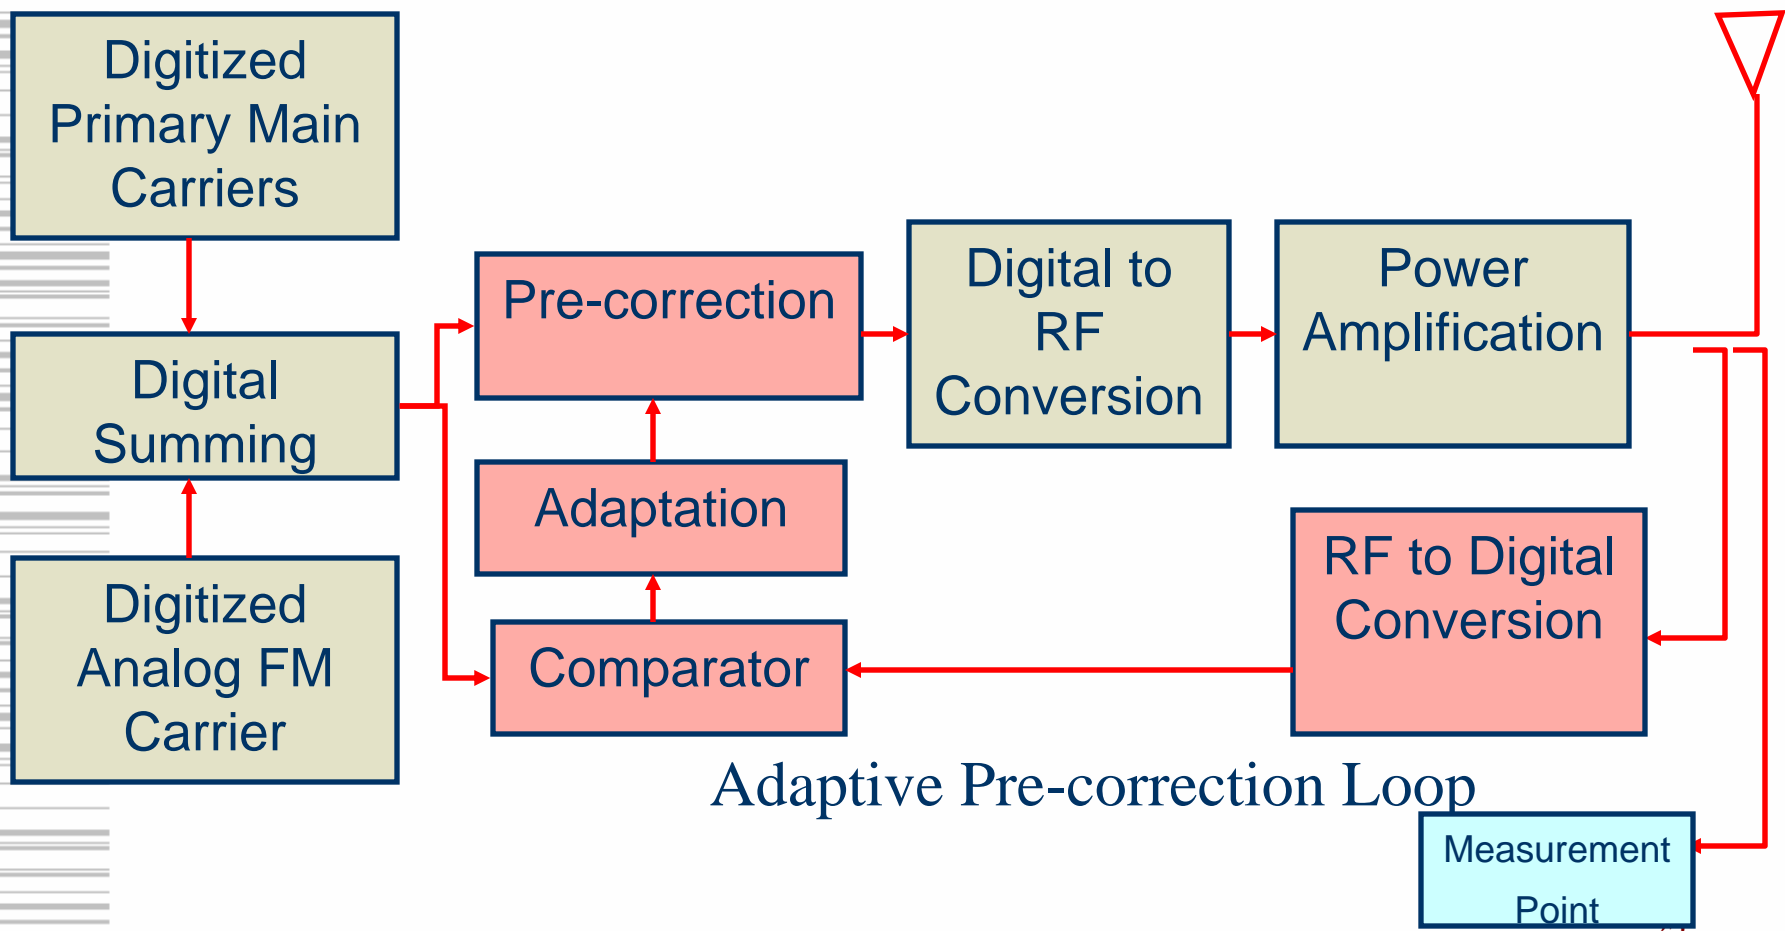 Digitized
Primary Main
Carriers
Digital
Summing
Digitized
Analog FM
Carrier
Pre-correction
Adaptation
Comparator
Digital to
RF
Conversion
Power
Amplification
RF to Digital
Conversion
Adaptive Pre-correction Loop
Measurement
Point